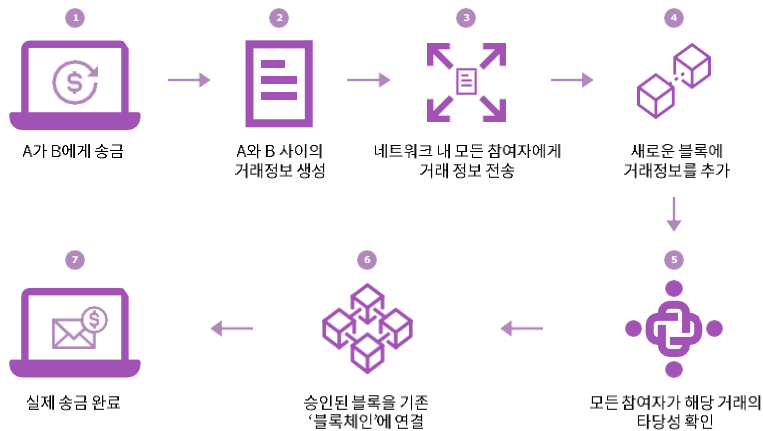 1
A가 B에게 송금
2
A와 B 사이의
거래정보 생성
3
네트워크 내 모든 참여자에게
거래 정보 전송
4
새로운 블록에
거래정보를 추가
5
모든 참여자가 해당 거래의
타당성 확인
6
승인된 블록을 기존
‘블록체인’에 연결
7
실제 송금 완료